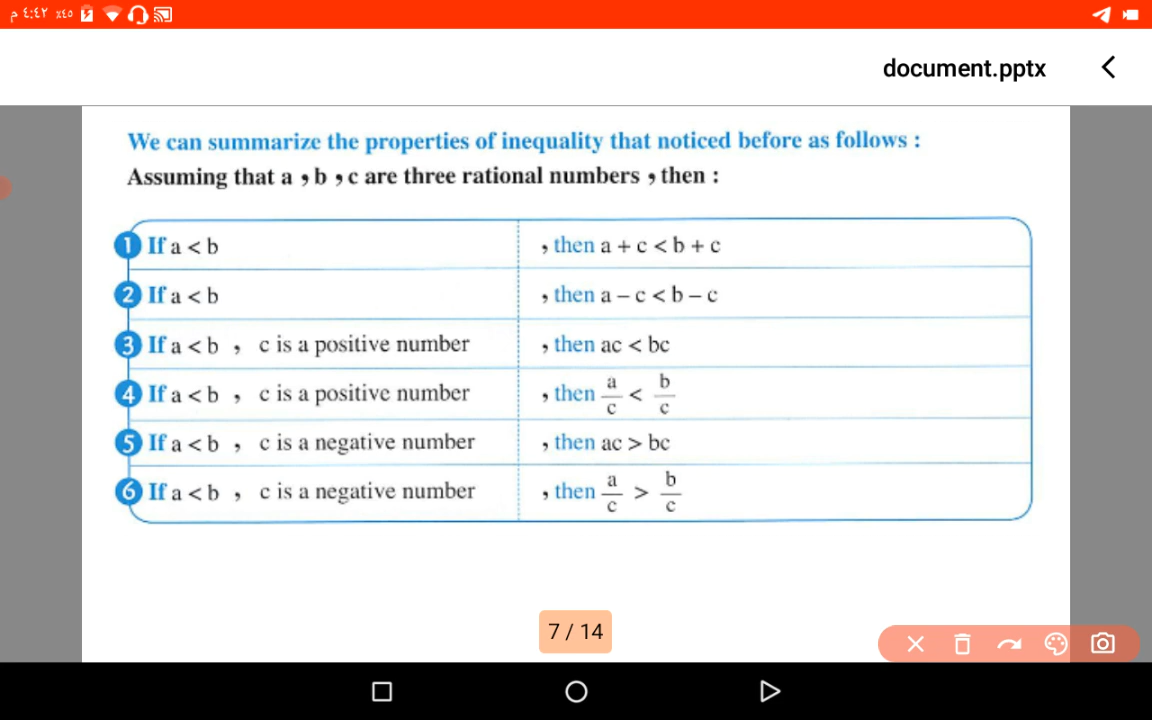 م ٤:٤٢ ٪٤٥
document.pptx
We can summarize the properties of inequality that noticed before as follows :
Assuming that a , b , c are three rational numbers , then :
1 If a < b , then a + c < b + c
2 If a < b , then a – c < b – c
3 If a < b , c is a positive number , then ac < bc
4 If a < b , c is a positive number , then a/c < b/c
5 If a < b , c is a negative number , then ac > bc
6 If a < b , c is a negative number , then a/c > b/c
7 / 14